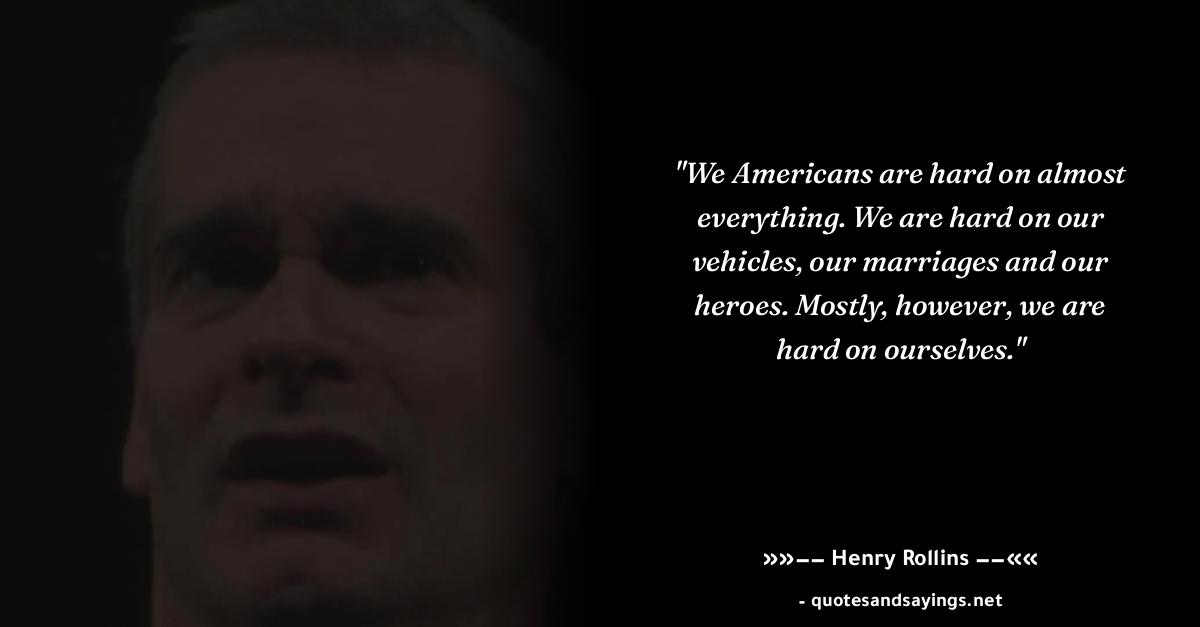 "We Americans are hard on almost
everything. We are hard on our
vehicles, our marriages and our
heroes. Mostly, however, we are
hard on ourselves."
»»−− Henry Rollins −−««
- quotesandsayings.net